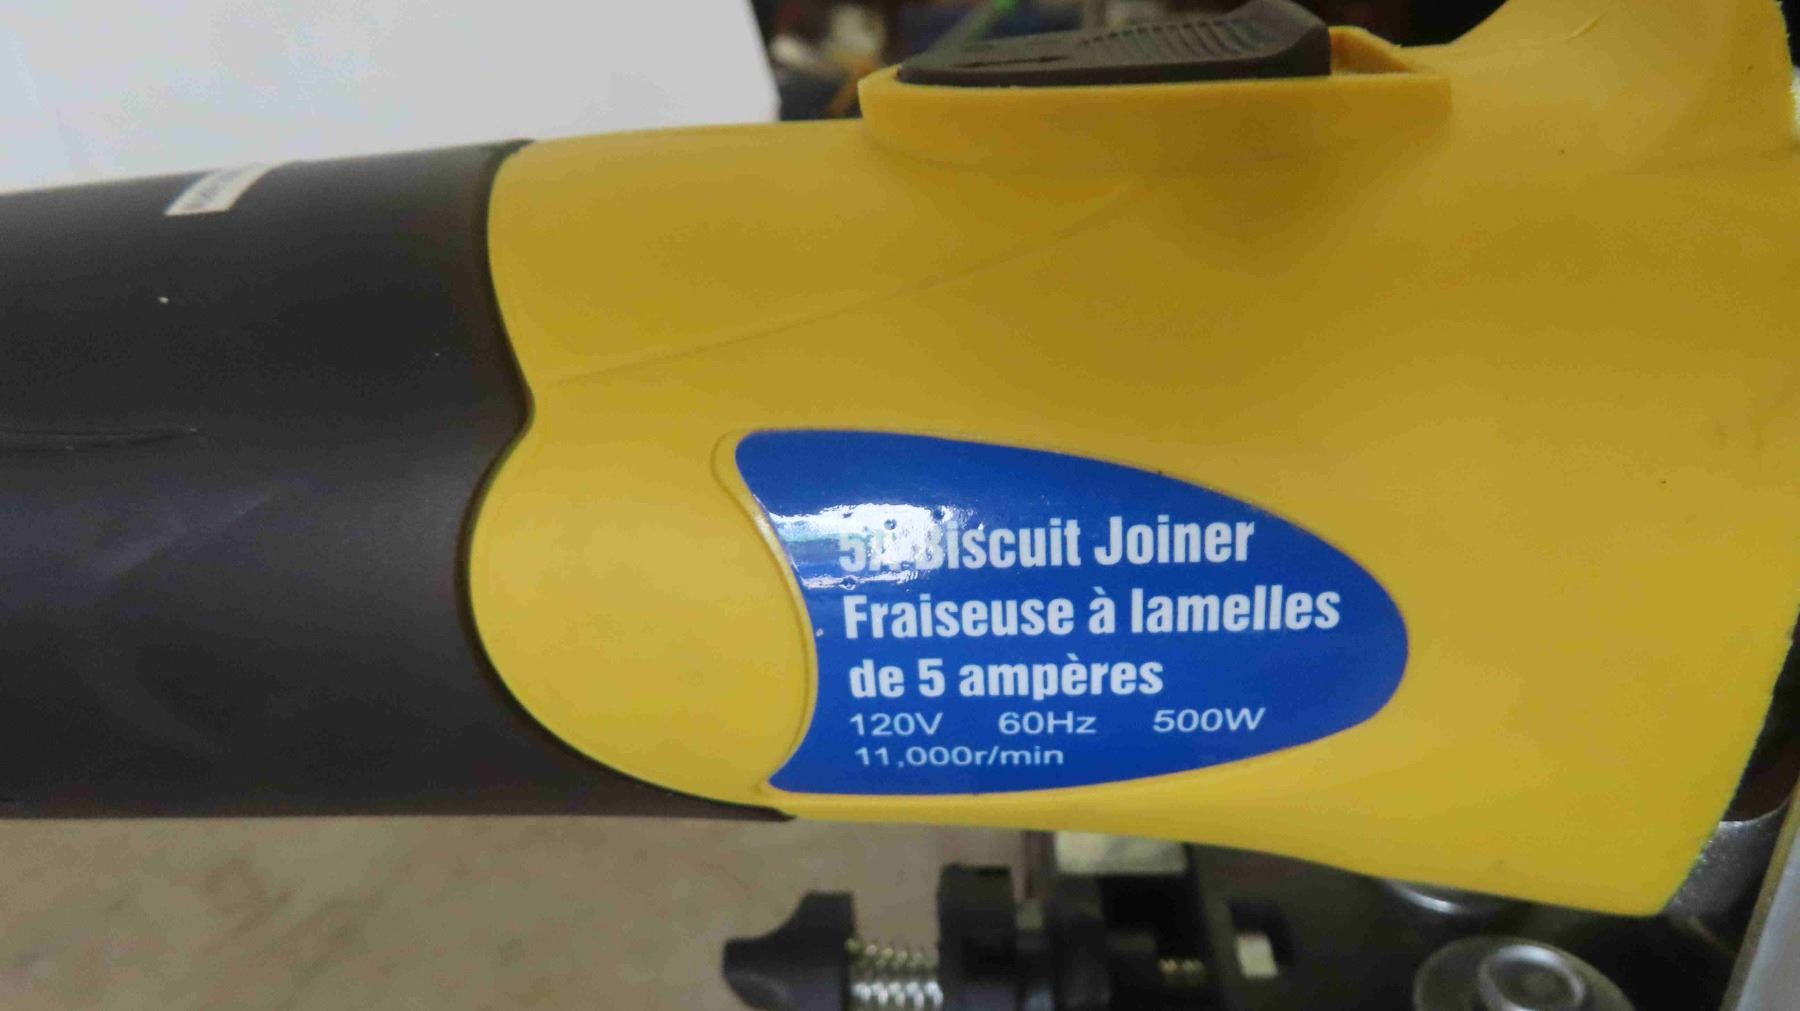 5A Biscuit Joiner
Fraiseuse à lamelles
de 5 ampères
120V 60Hz 500W
11,000r/min